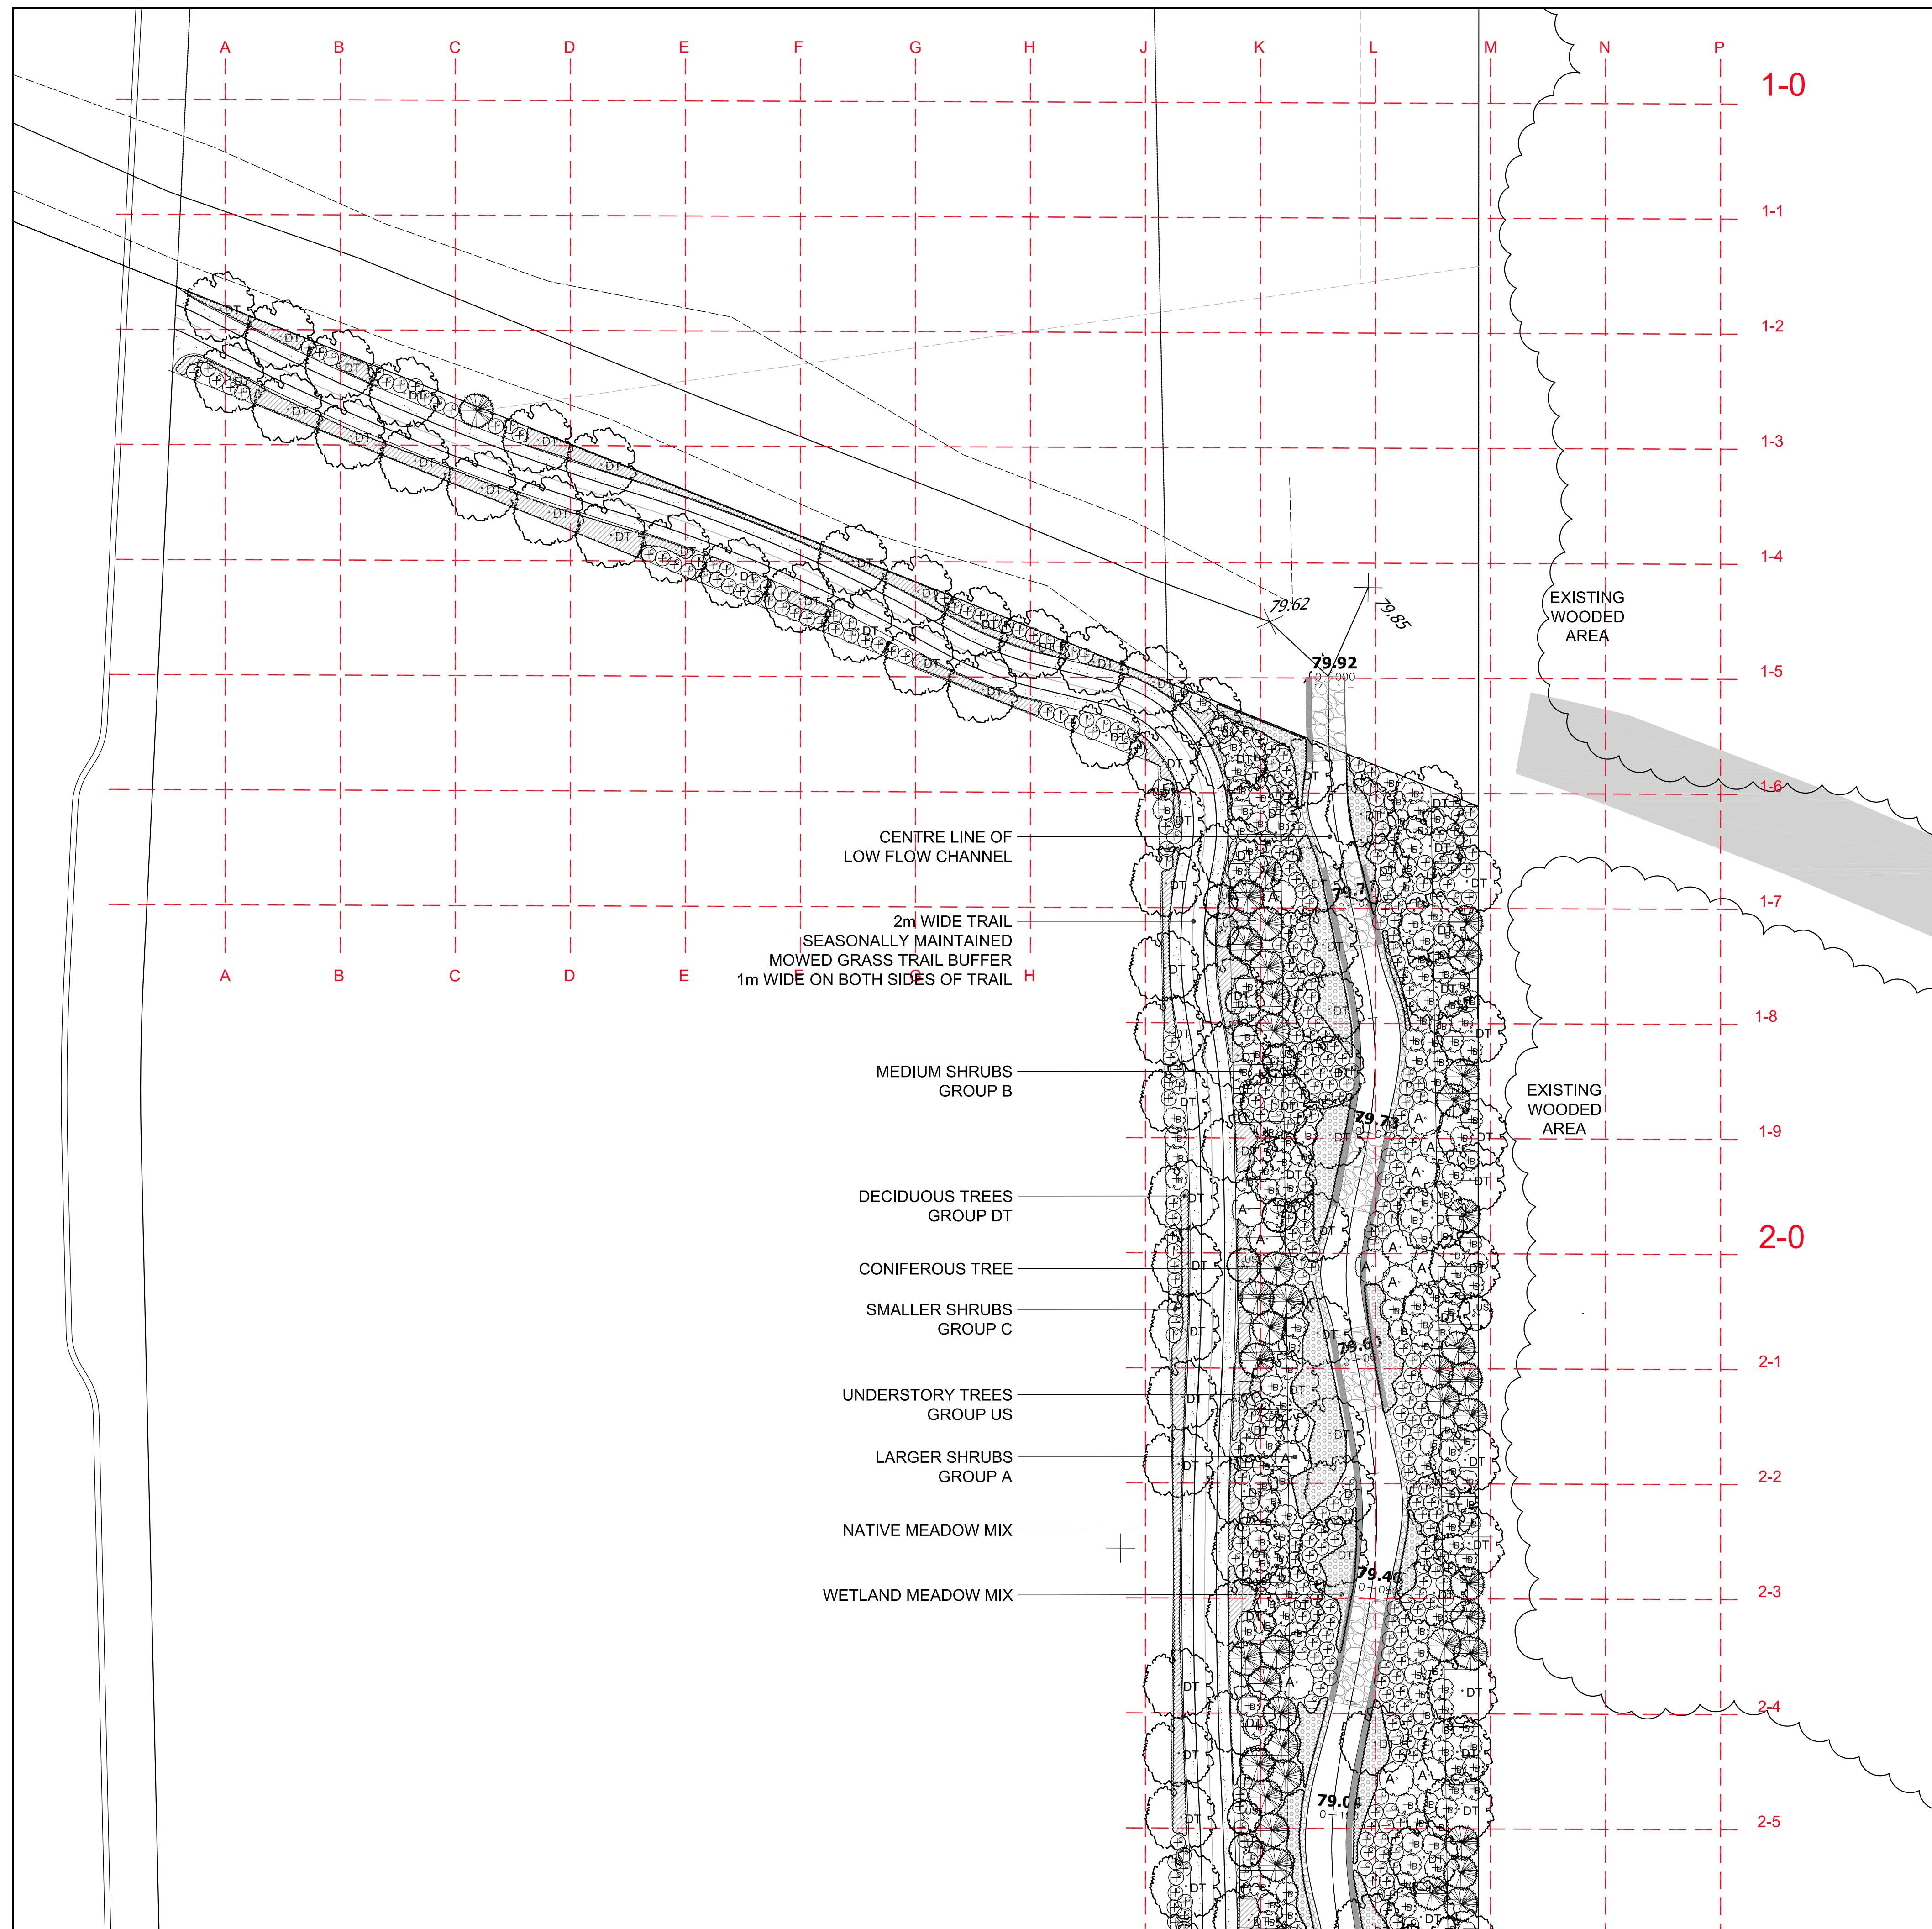 A B C D E F G H J K L M N P
1-0
1-1
1-2
1-3
1-4
79.62
79.85
EXISTING
WOODED
AREA
79.92
0+000
1-5
1-6
CENTRE LINE OF
LOW FLOW CHANNEL
1-7
2m WIDE TRAIL
SEASONALLY MAINTAINED
MOWED GRASS TRAIL BUFFER
1m WIDE ON BOTH SIDES OF TRAIL
A B C D E F G H
1-8
MEDIUM SHRUBS
GROUP B
EXISTING
WOODED
AREA
79.73
1-9
DECIDUOUS TREES
GROUP DT
2-0
CONIFEROUS TREE
SMALLER SHRUBS
GROUP C
2-1
UNDERSTORY TREES
GROUP US
LARGER SHRUBS
GROUP A
2-2
NATIVE MEADOW MIX
WETLAND MEADOW MIX
2-3
2-4
2-5
DT
US
A
B